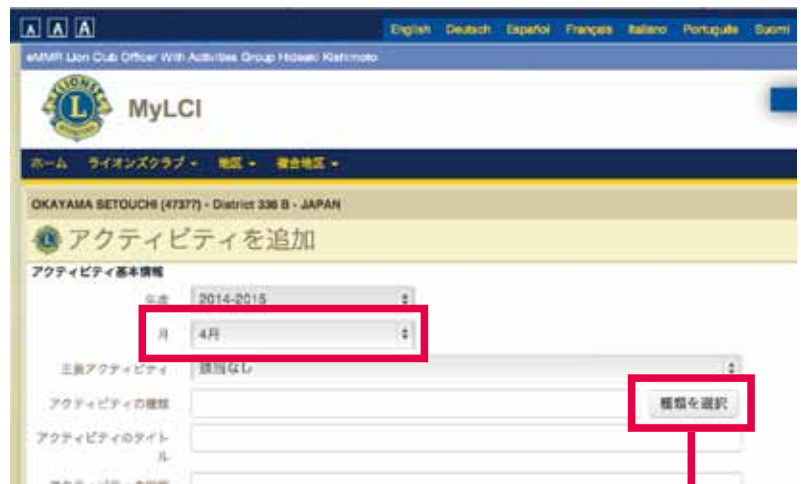 A A A
English Deutsch Español Français Italiano Português Suomi
eMMR Lion Club Officer With Activities Group Hideaki Kishimoto
LIONS
L
MyLCI
ホーム ライオンズクラブ 地区 複合地区
OKAYAMA SETOUCHI (47377) - District 336 B - JAPAN
アクティビティを追加
アクティビティ基本情報
年度 2014-2015
月 4月
主要アクティビティ 該当なし
アクティビティの種類 種類を選択
アクティビティのタイト
ル